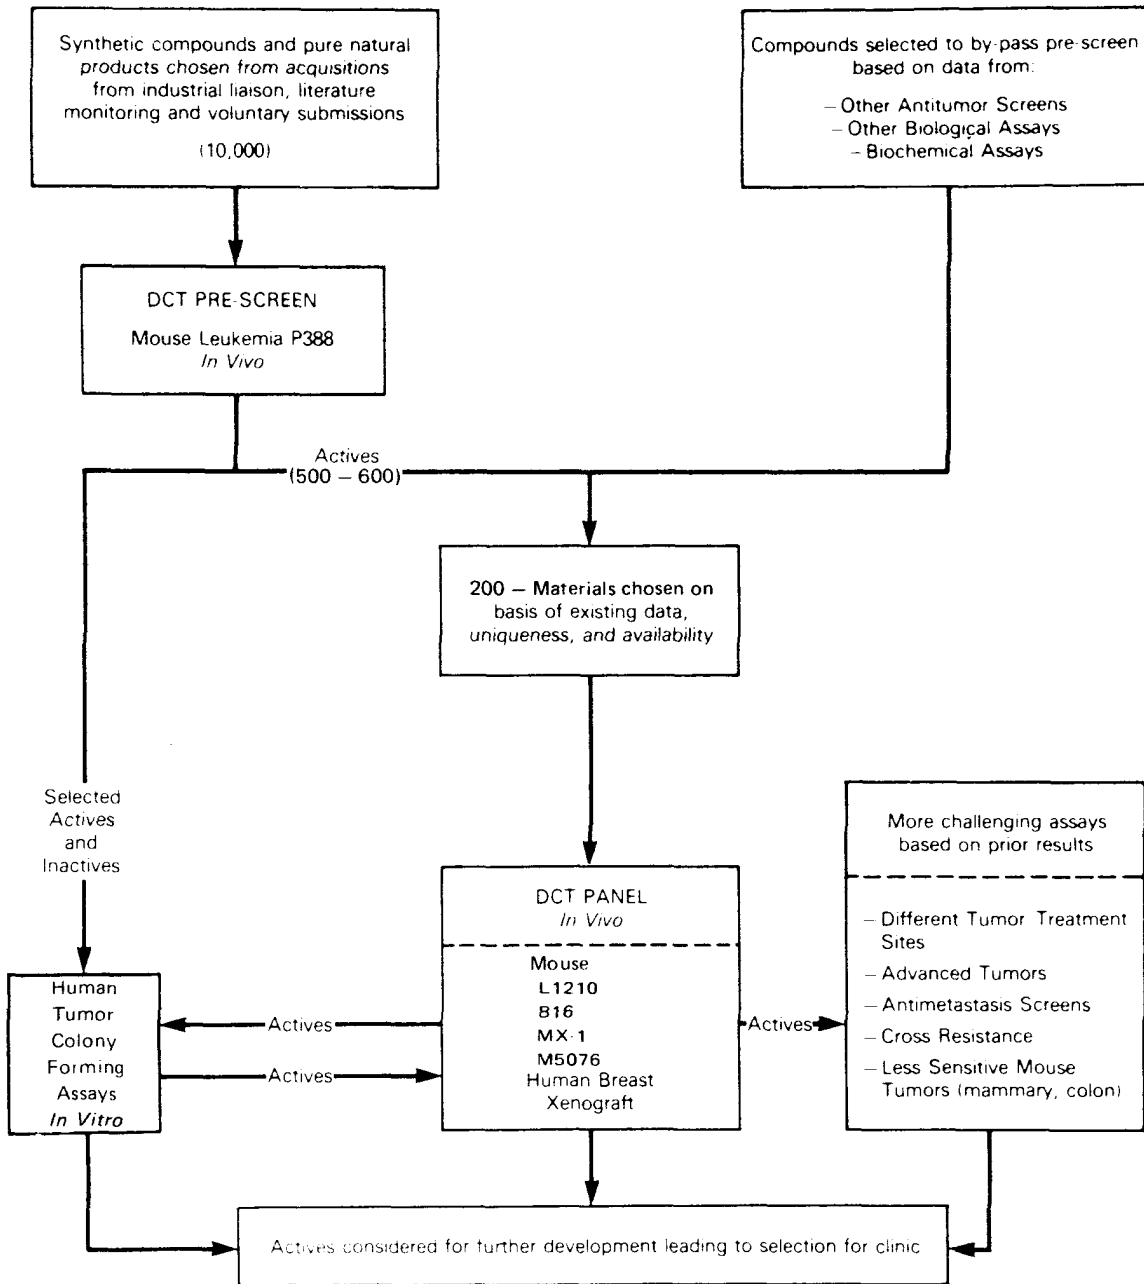 Synthetic compounds and pure natural
products chosen from acquisitions
from industrial liaison, literature
monitoring and voluntary submissions
(10,000)
Compounds selected to by-pass pre-screen
based on data from:
– Other Antitumor Screens
– Other Biological Assays
– Biochemical Assays
DCT PRE-SCREEN
Mouse Leukemia P388
In Vivo
Actives
(500 – 600)
200 – Materials chosen on
basis of existing data,
uniqueness, and availability
Selected
Actives
and
Inactives
More challenging assays
based on prior results
– Different Tumor Treatment
Sites
– Advanced Tumors
– Antimetastasis Screens
– Cross Resistance
– Less Sensitive Mouse
Tumors (mammary, colon)
DCT PANEL
In Vivo
Mouse
L1210
B16
MX-1
M5076
Human Breast
Xenograft
Human
Tumor
Colony
Forming
Assays
In Vitro
Actives
Actives
Actives
Actives considered for further development leading to selection for clinic